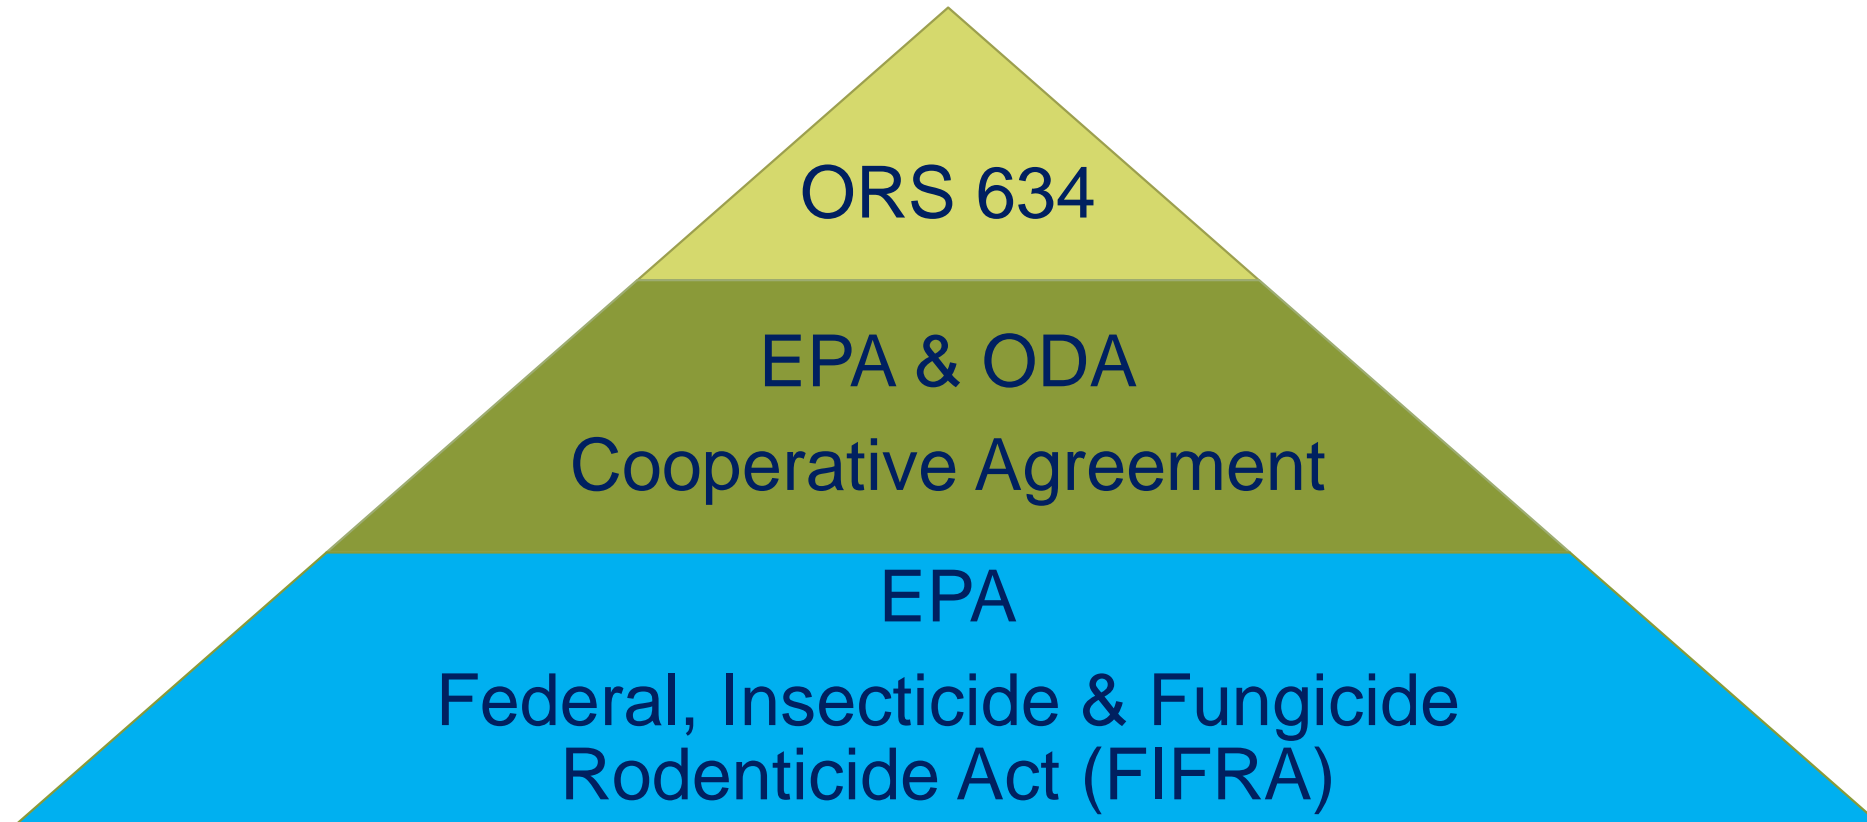 ORS 634
EPA & ODA
Cooperative Agreement
EPA
Federal, Insecticide & Fungicide
Rodenticide Act (FIFRA)